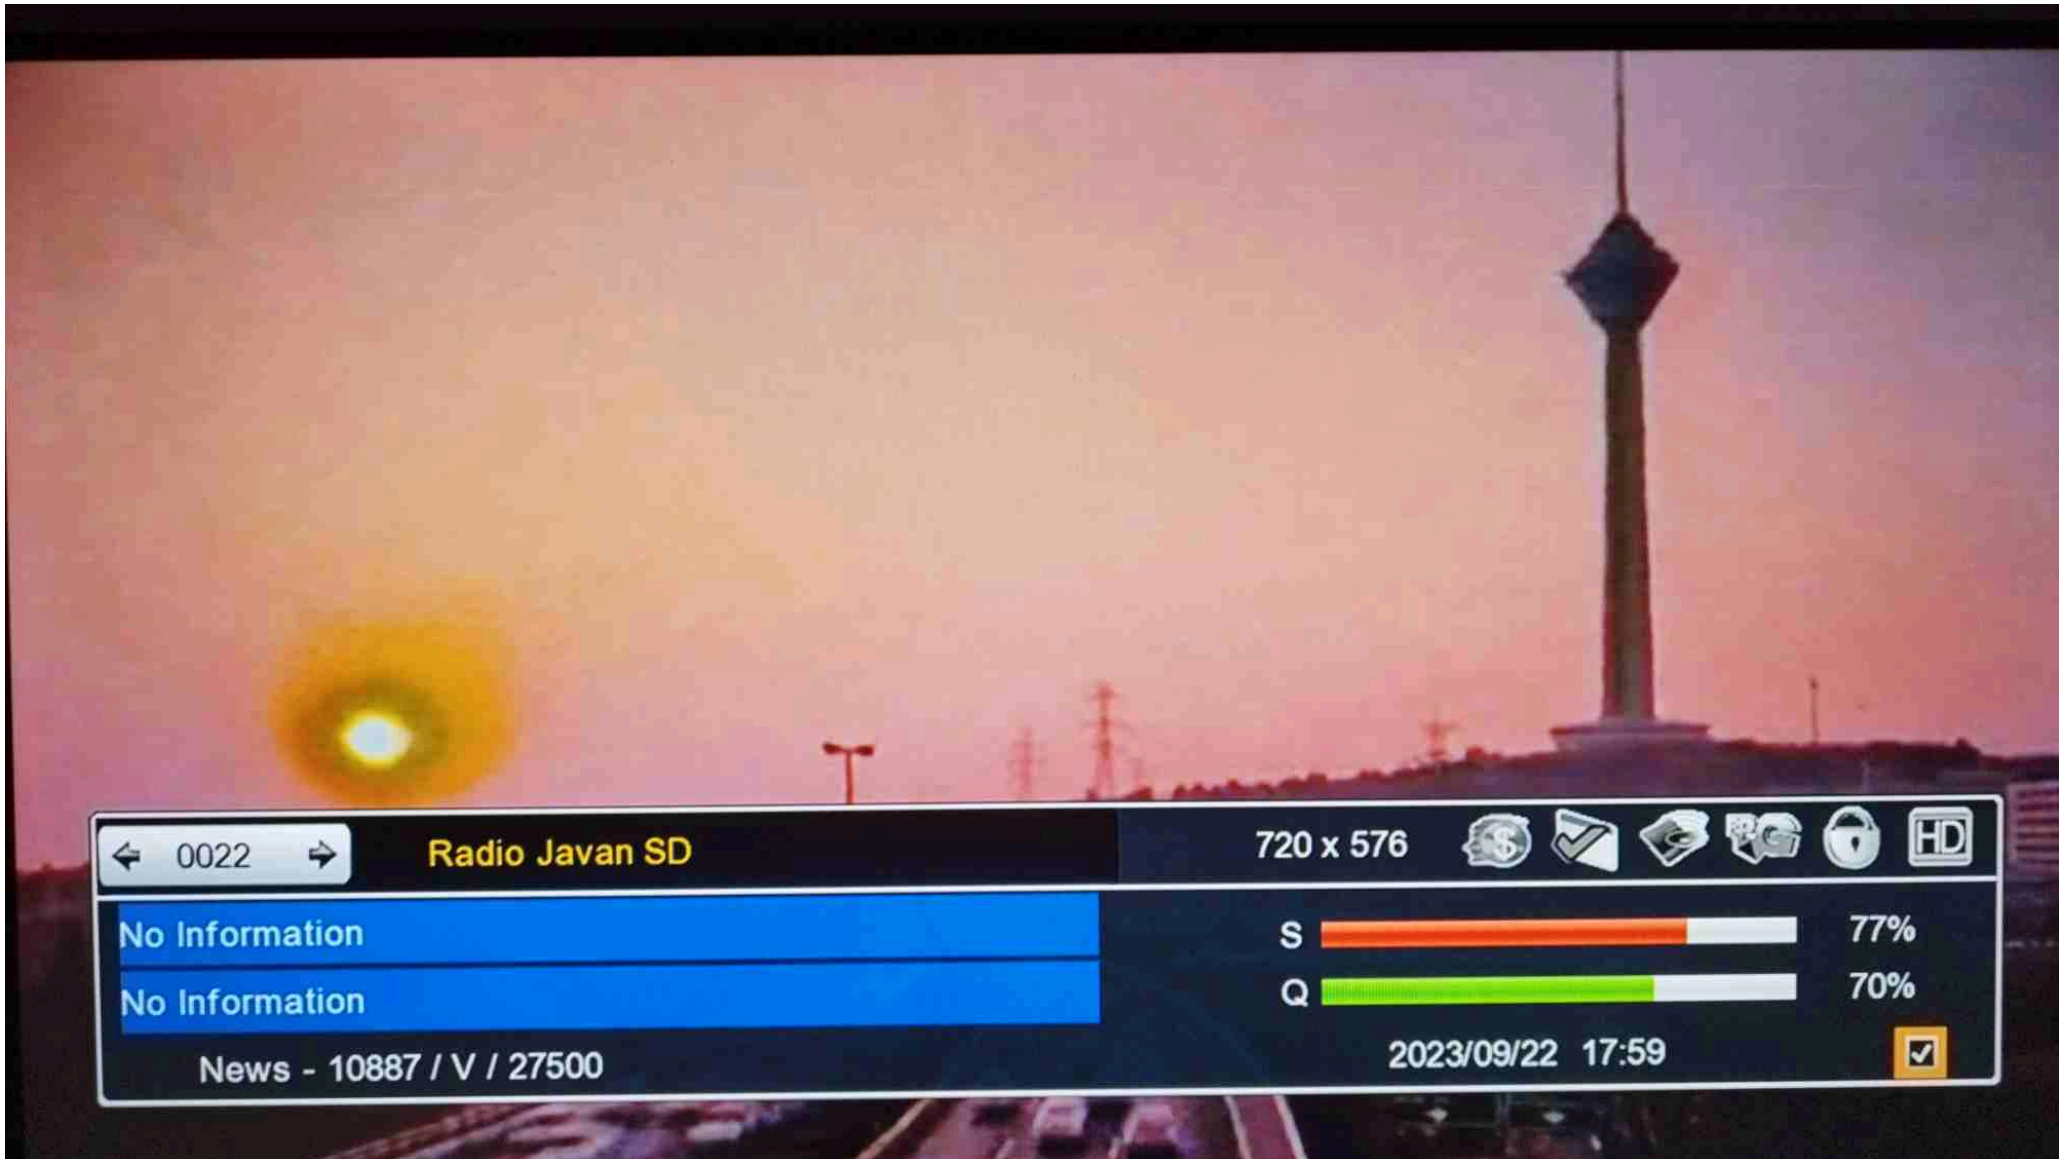 0022
Radio Javan SD
720 x 576
HD
No Information
No Information
S 77%
Q 70%
News - 10887 / V / 27500
2023/09/22 17:59